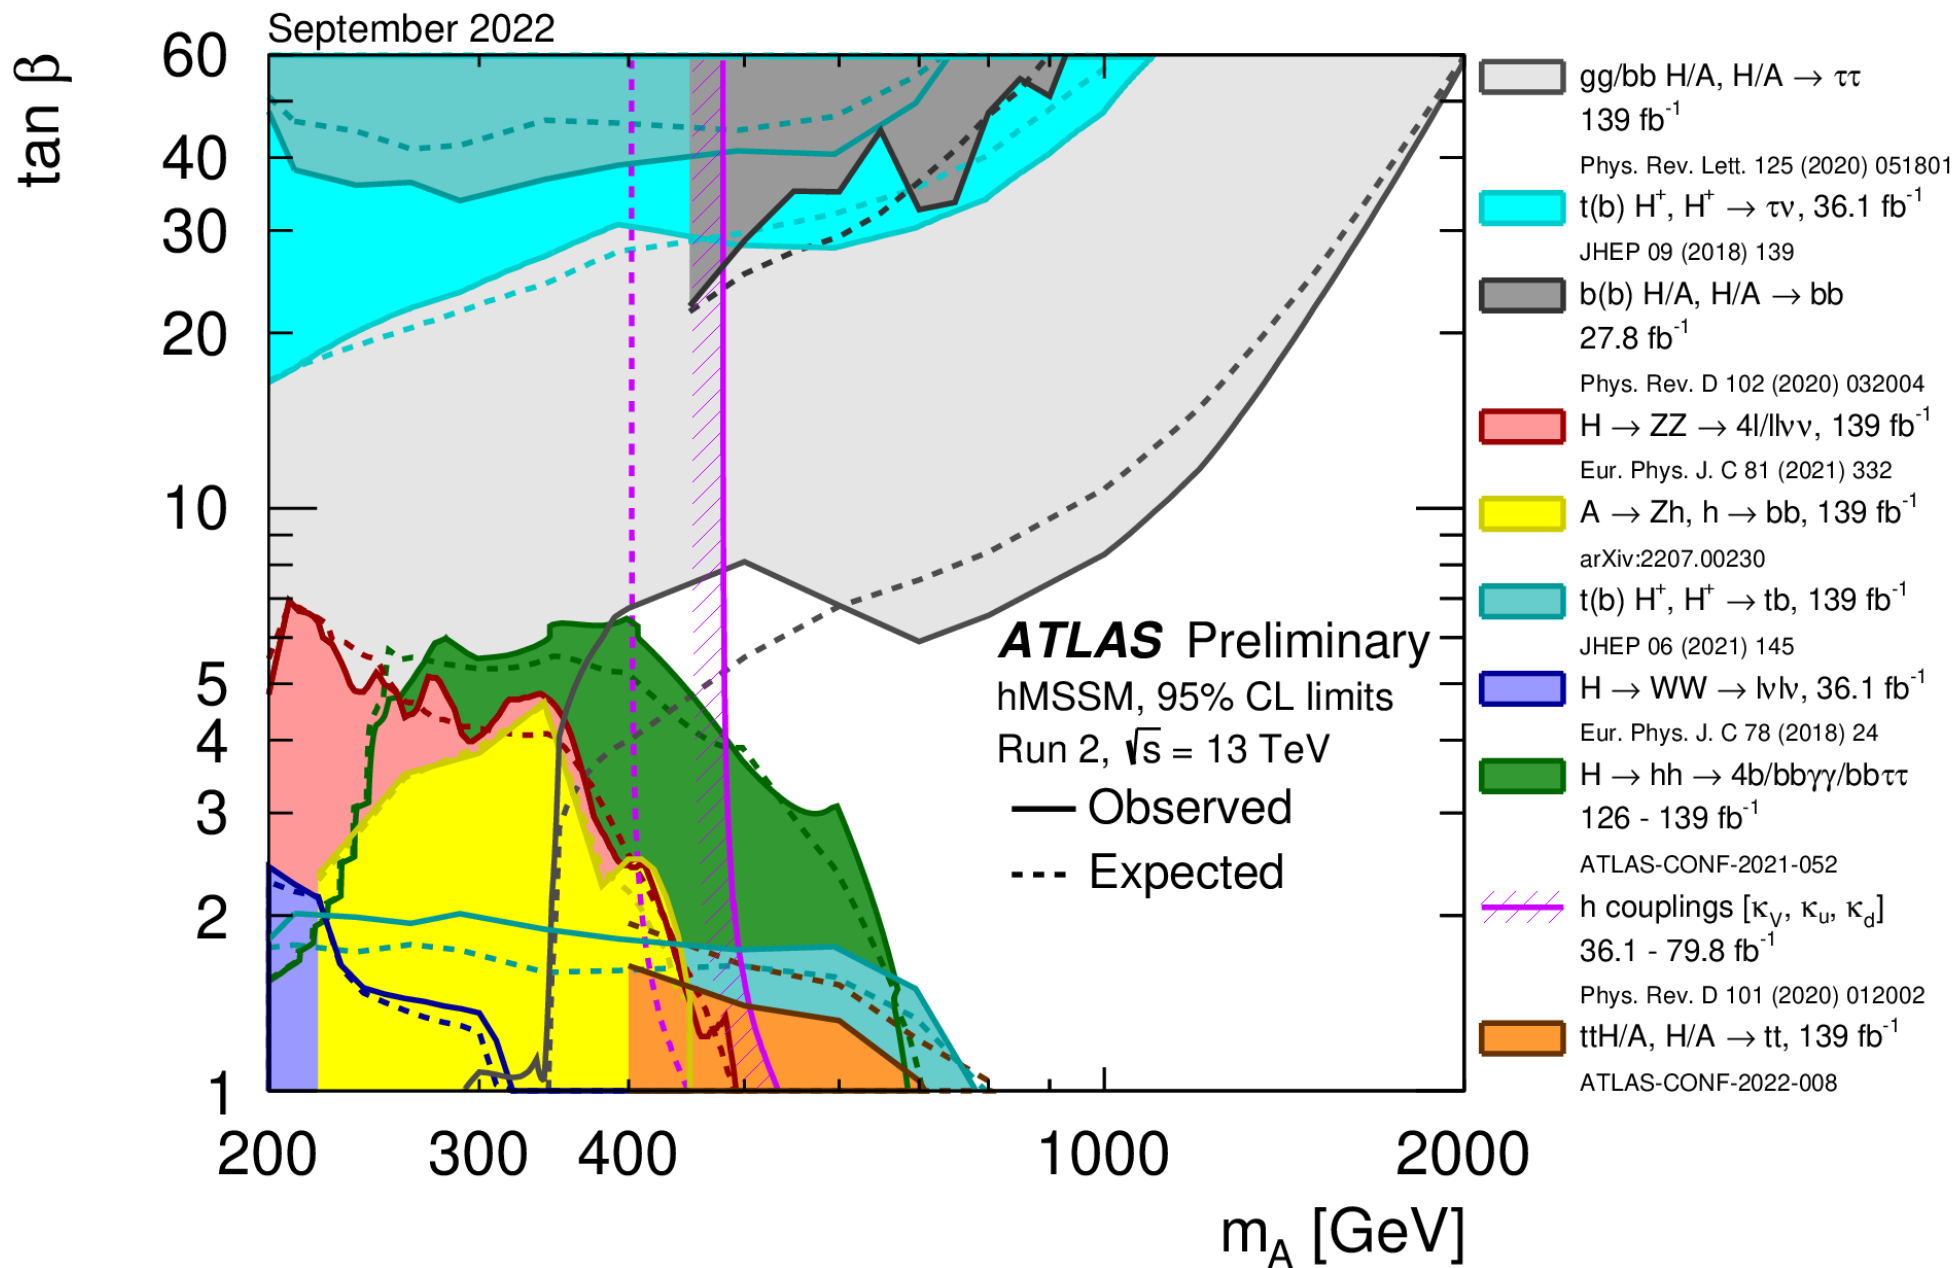 September 2022
tan β
60
40
30
20
10
5
4
3
2
1
200
300
400
1000
2000
m_A [GeV]
ATLAS Preliminary
hMSSM, 95% CL limits
Run 2, √s = 13 TeV
Observed
Expected
gg/bb H/A, H/A → ττ
139 fb⁻¹
Phys. Rev. Lett. 125 (2020) 051801
t(b) H⁺, H⁺ → τν, 36.1 fb⁻¹
JHEP 09 (2018) 139
b(b) H/A, H/A → bb
27.8 fb⁻¹
Phys. Rev. D 102 (2020) 032004
H → ZZ → 4l/llνν, 139 fb⁻¹
Eur. Phys. J. C 81 (2021) 332
A → Zh, h → bb, 139 fb⁻¹
arXiv:2207.00230
t(b) H⁺, H⁺ → tb, 139 fb⁻¹
JHEP 06 (2021) 145
H → WW → lνlν, 36.1 fb⁻¹
Eur. Phys. J. C 78 (2018) 24
H → hh → 4b/bbγγ/bbττ
126 - 139 fb⁻¹
ATLAS-CONF-2021-052
h couplings [κ_V, κ_u, κ_d]
36.1 - 79.8 fb⁻¹
Phys. Rev. D 101 (2020) 012002
ttH/A, H/A → tt, 139 fb⁻¹
ATLAS-CONF-2022-008